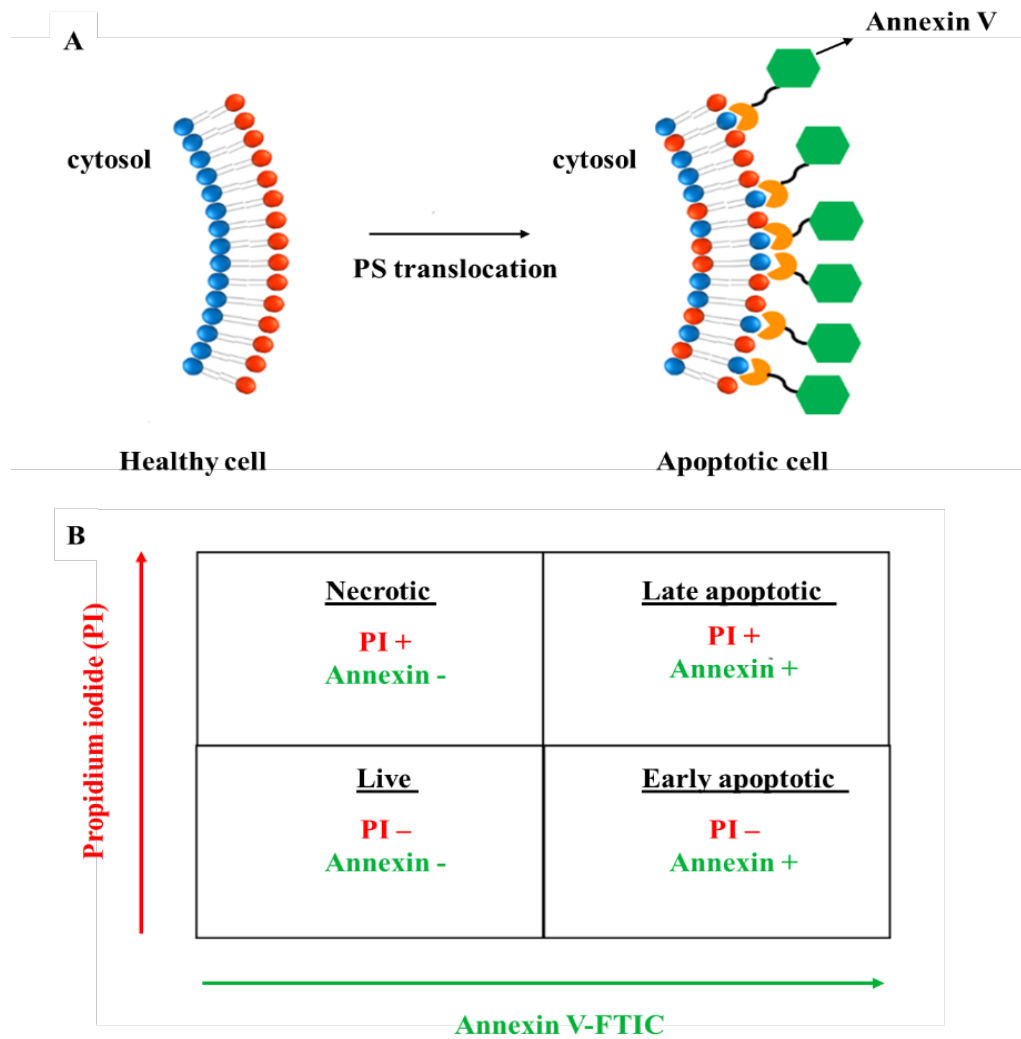 A
Annexin V
cytosol
cytosol
PS translocation
Healthy cell
Apoptotic cell
B
Propidium iodide (PI)
Necrotic
PI +
Annexin -
Late apoptotic
PI +
Annexin +
Live
PI –
Annexin -
Early apoptotic
PI –
Annexin +
Annexin V-FTIC